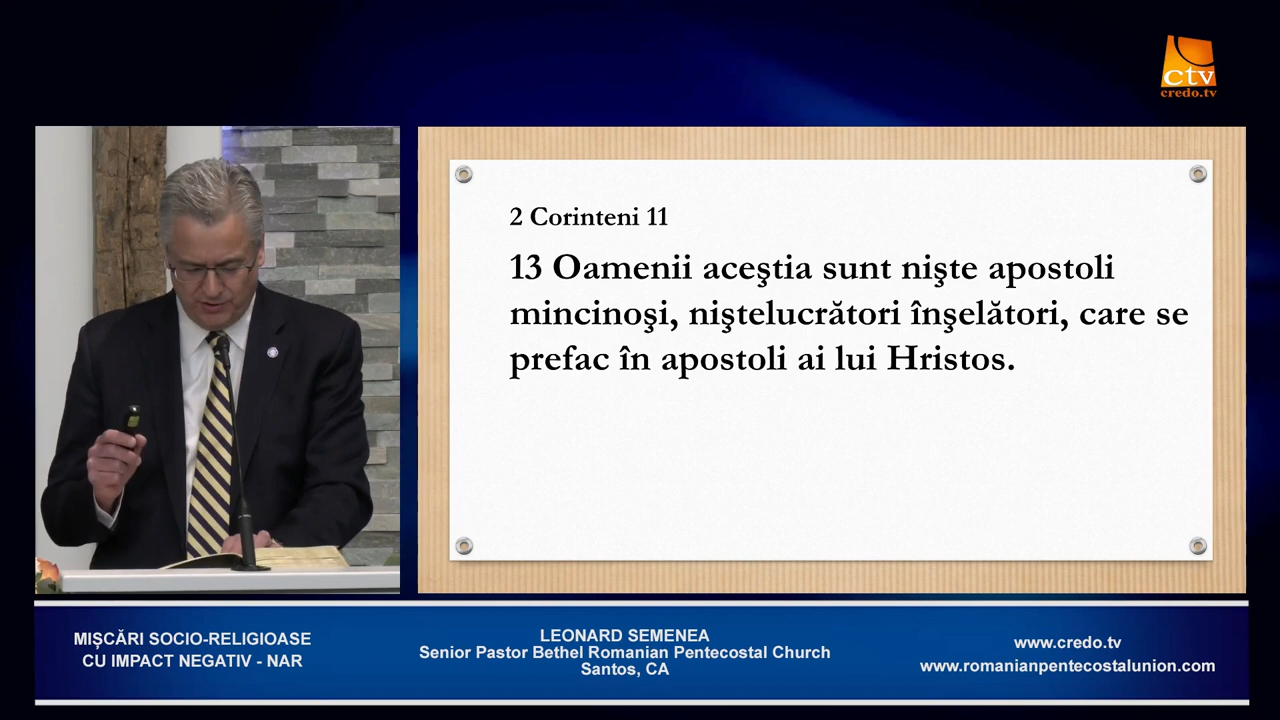 ctv
credo.tv
2 Corinteni 11
13 Oamenii aceştia sunt nişte apostoli
mincinoşi, niştelucrători înşelători, care se
prefac în apostoli ai lui Hristos.
MIȘCĂRI SOCIO-RELIGIOASE
CU IMPACT NEGATIV - NAR
LEONARD SEMENEA
Senior Pastor Bethel Romanian Pentecostal Church
Santos, CA
www.credo.tv
www.romanianpentecostalunion.com